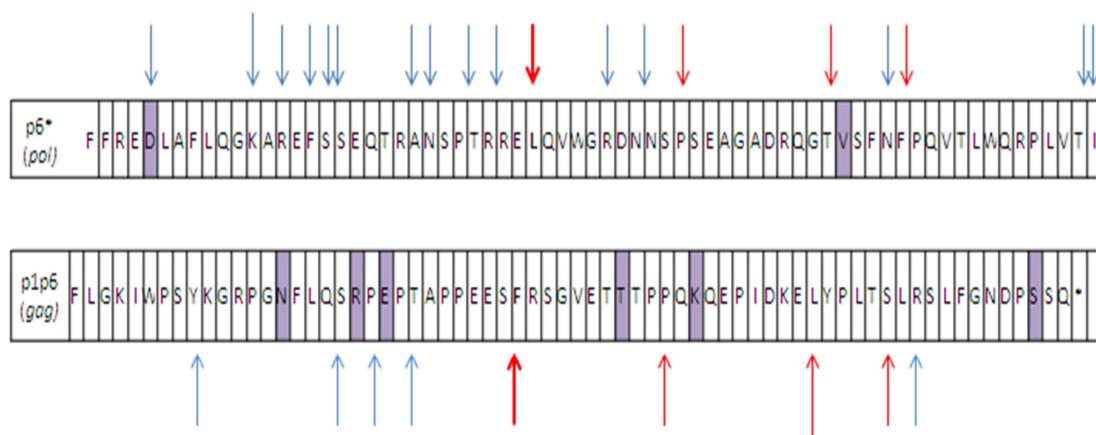 p6*
(pol)
F F R E D L A F L Q G K A R E F S S E Q T R A N S P T R R E L Q V W G R D N N S P S E A G A D R Q G T V S F N F P Q V T L W Q R P L V T I
p1p6
(gag)
F L G K I W P S Y K G R P G N F L Q S R P E P T A P P E E S F R S G V E T T T P P Q K Q E P I D K E L Y P L T S L R S L F G N D P S S Q *